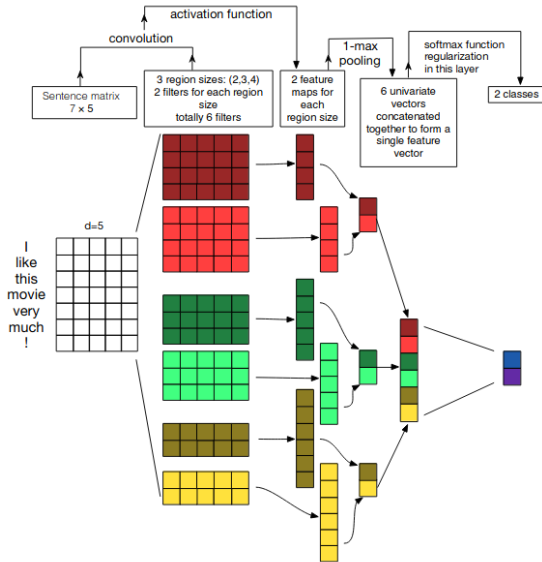 activation function
convolution
1-max
pooling
softmax function
regularization
in this layer
Sentence matrix
7 × 5
3 region sizes: (2,3,4)
2 filters for each region
size
totally 6 filters
2 feature
maps for
each
region size
6 univariate
vectors
concatenated
together to form a
single feature
vector
2 classes
d=5
I
like
this
movie
very
much
!